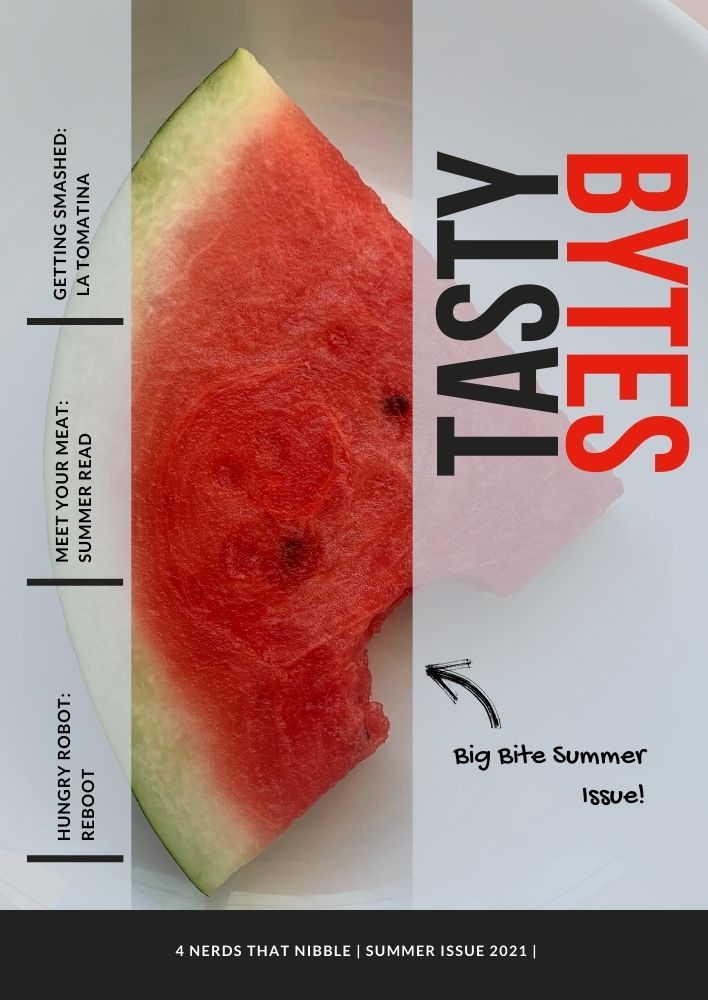 TASTY
BYTES
GETTING SMASHED:
LA TOMATINA
MEET YOUR MEAT:
SUMMER READ
HUNGRY ROBOT:
REBOOT
Big Bite Summer
Issue!
4 NERDS THAT NIBBLE | SUMMER ISSUE 2021 |